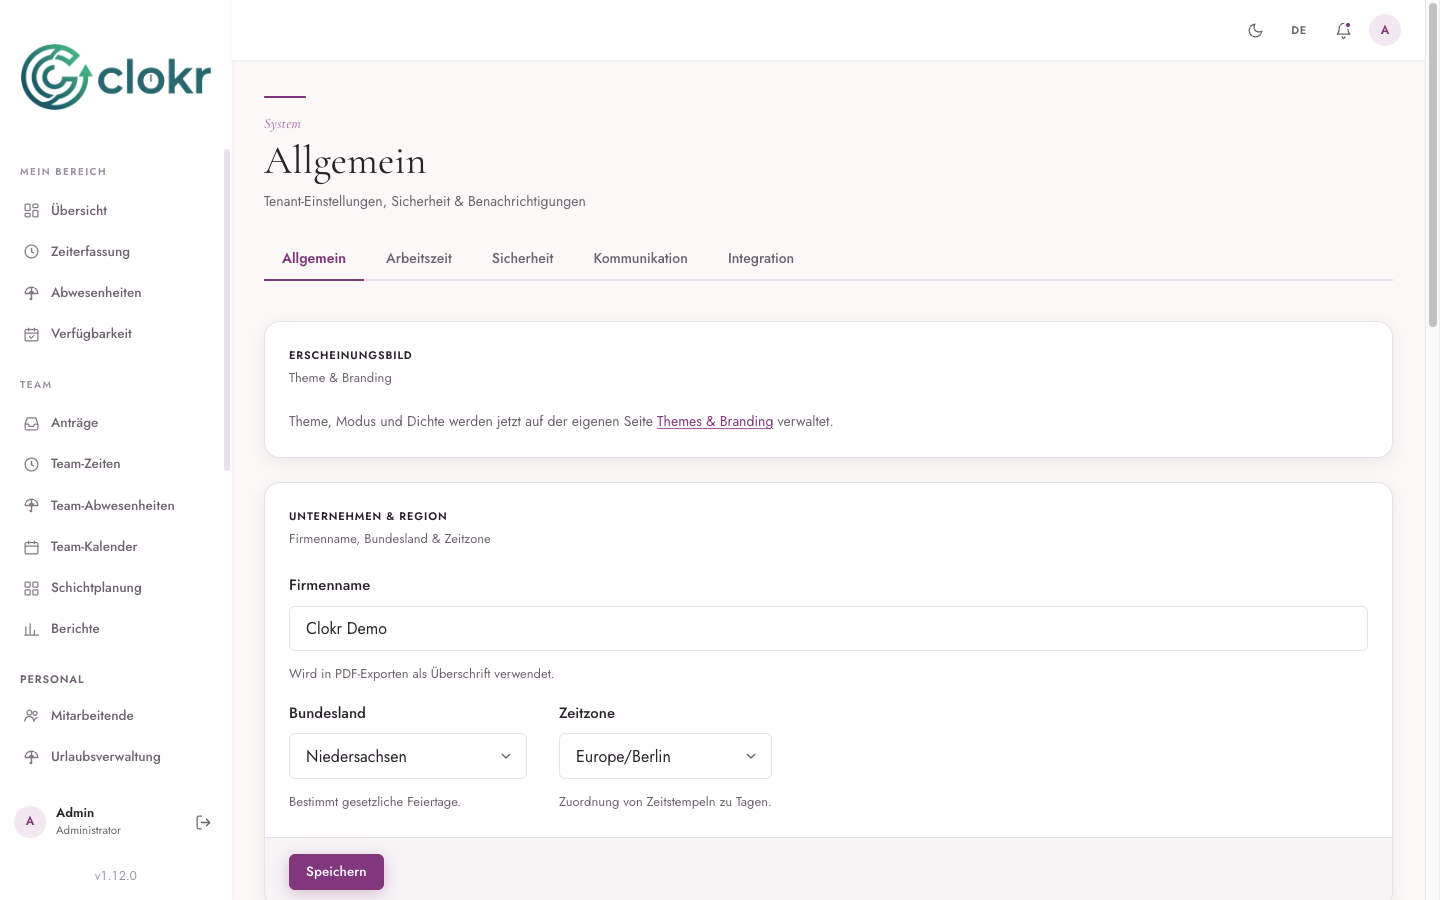 clokr
DE
A
MEIN BEREICH
Übersicht
Zeiterfassung
Abwesenheiten
Verfügbarkeit
TEAM
Anträge
Team-Zeiten
Team-Abwesenheiten
Team-Kalender
Schichtplanung
Berichte
PERSONAL
Mitarbeitende
Urlaubsverwaltung
A
Admin
Administrator
v1.12.0
System
Allgemein
Tenant-Einstellungen, Sicherheit & Benachrichtigungen
Allgemein Arbeitszeit Sicherheit Kommunikation Integration
ERSCHEINUNGSBILD
Theme & Branding
Theme, Modus und Dichte werden jetzt auf der eigenen Seite Themes & Branding verwaltet.
UNTERNEHMEN & REGION
Firmenname, Bundesland & Zeitzone
Firmenname
Clokr Demo
Wird in PDF-Exporten als Überschrift verwendet.
Bundesland Zeitzone
Niedersachsen Europe/Berlin
Bestimmt gesetzliche Feiertage. Zuordnung von Zeitstempeln zu Tagen.
Speichern